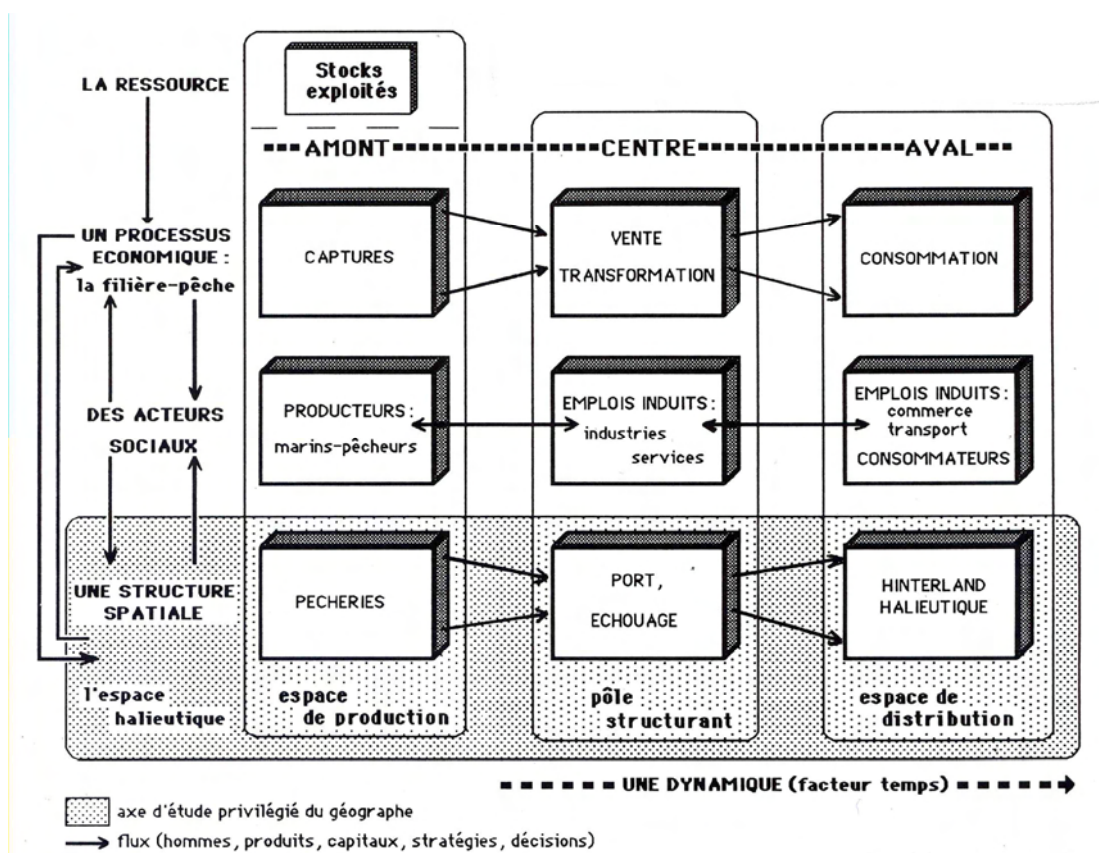 Stocks
exploités
LA RESSOURCE
AMONT
CENTRE
AVAL
UN PROCESSUS
ECONOMIQUE :
la filière-pêche
CAPTURES
VENTE
TRANSFORMATION
CONSOMMATION
DES ACTEURS
SOCIAUX
PRODUCTEURS :
marins-pêcheurs
EMPLOIS INDUITS :
industries
services
EMPLOIS INDUITS :
commerce
transport
CONSOMMATEURS
UNE STRUCTURE
SPATIALE
PECHERIES
PORT,
ECHOUAGE
HINTERLAND
HALIEUTIQUE
l'espace
halieutique
espace
de production
pôle
structurant
espace de
distribution
UNE DYNAMIQUE (facteur temps)
axe d'étude privilégié du géographe
flux (hommes, produits, capitaux, stratégies, décisions)